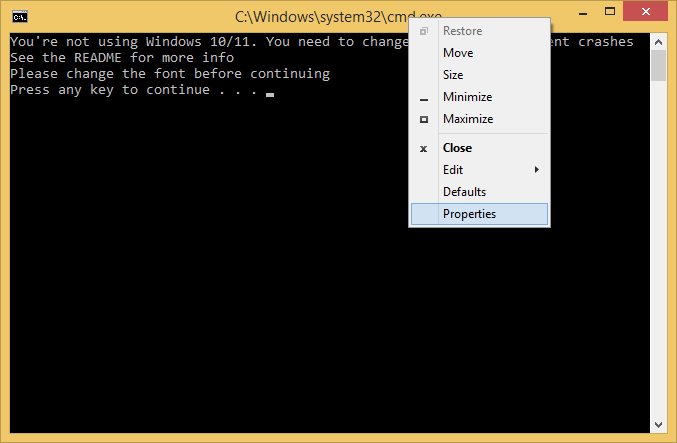 C:\Windows\system32\cmd.exe
You're not using Windows 10/11. You need to change ent crashes
See the README for more info
Please change the font before continuing
Press any key to continue . . .
Restore
Move
Size
Minimize
Maximize
Close
Edit
Defaults
Properties